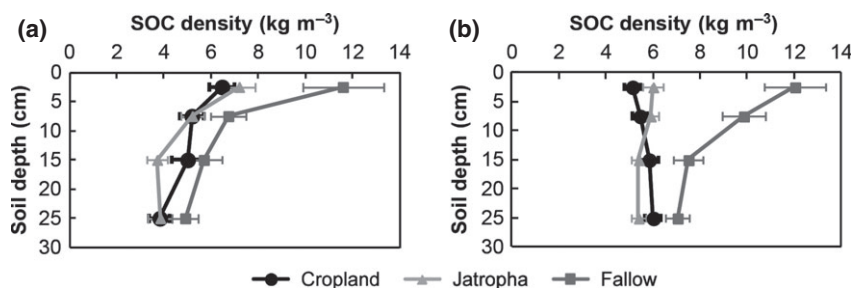 (a) SOC density (kg m⁻³)
0 2 4 6 8 10 12 14
Soil depth (cm)
0
5
10
15
20
25
30
(b) SOC density (kg m⁻³)
0 2 4 6 8 10 12 14
Soil depth (cm)
0
5
10
15
20
25
30
Cropland Jatropha Fallow